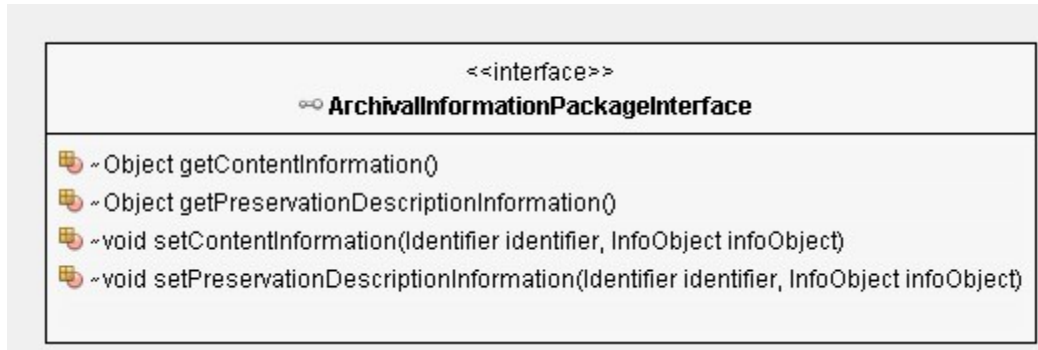 <<interface>>
ArchivalInformationPackageInterface
~Object getContentInformation()
~Object getPreservationDescriptionInformation()
~void setContentInformation(Identifier identifier, InfoObject infoObject)
~void setPreservationDescriptionInformation(Identifier identifier, InfoObject infoObject)